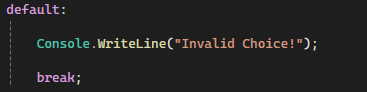 default:
Console.WriteLine("Invalid Choice!");
break;